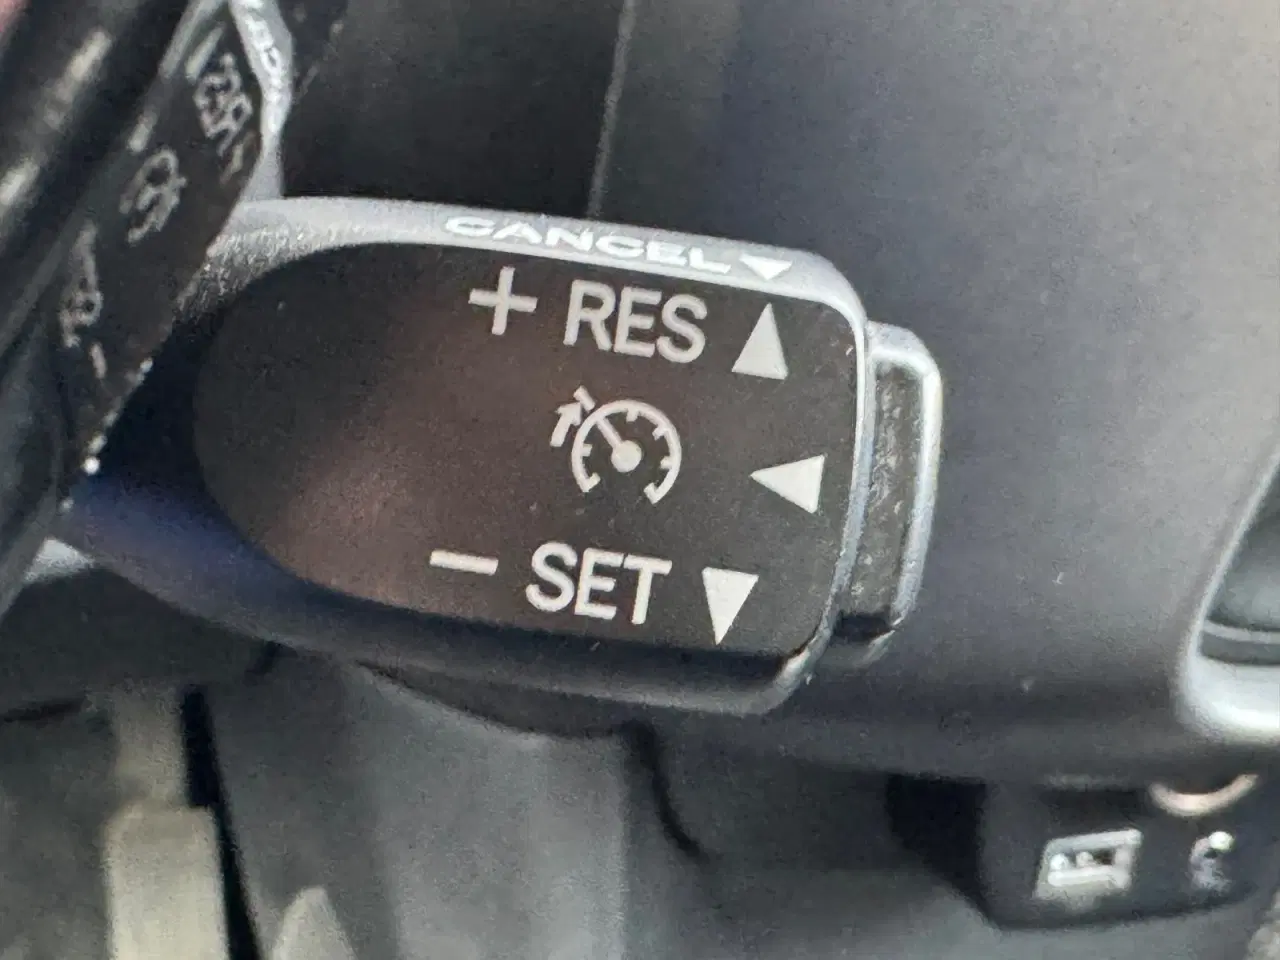 CANCEL▼
+ RES ▲
◀
– SET ▼